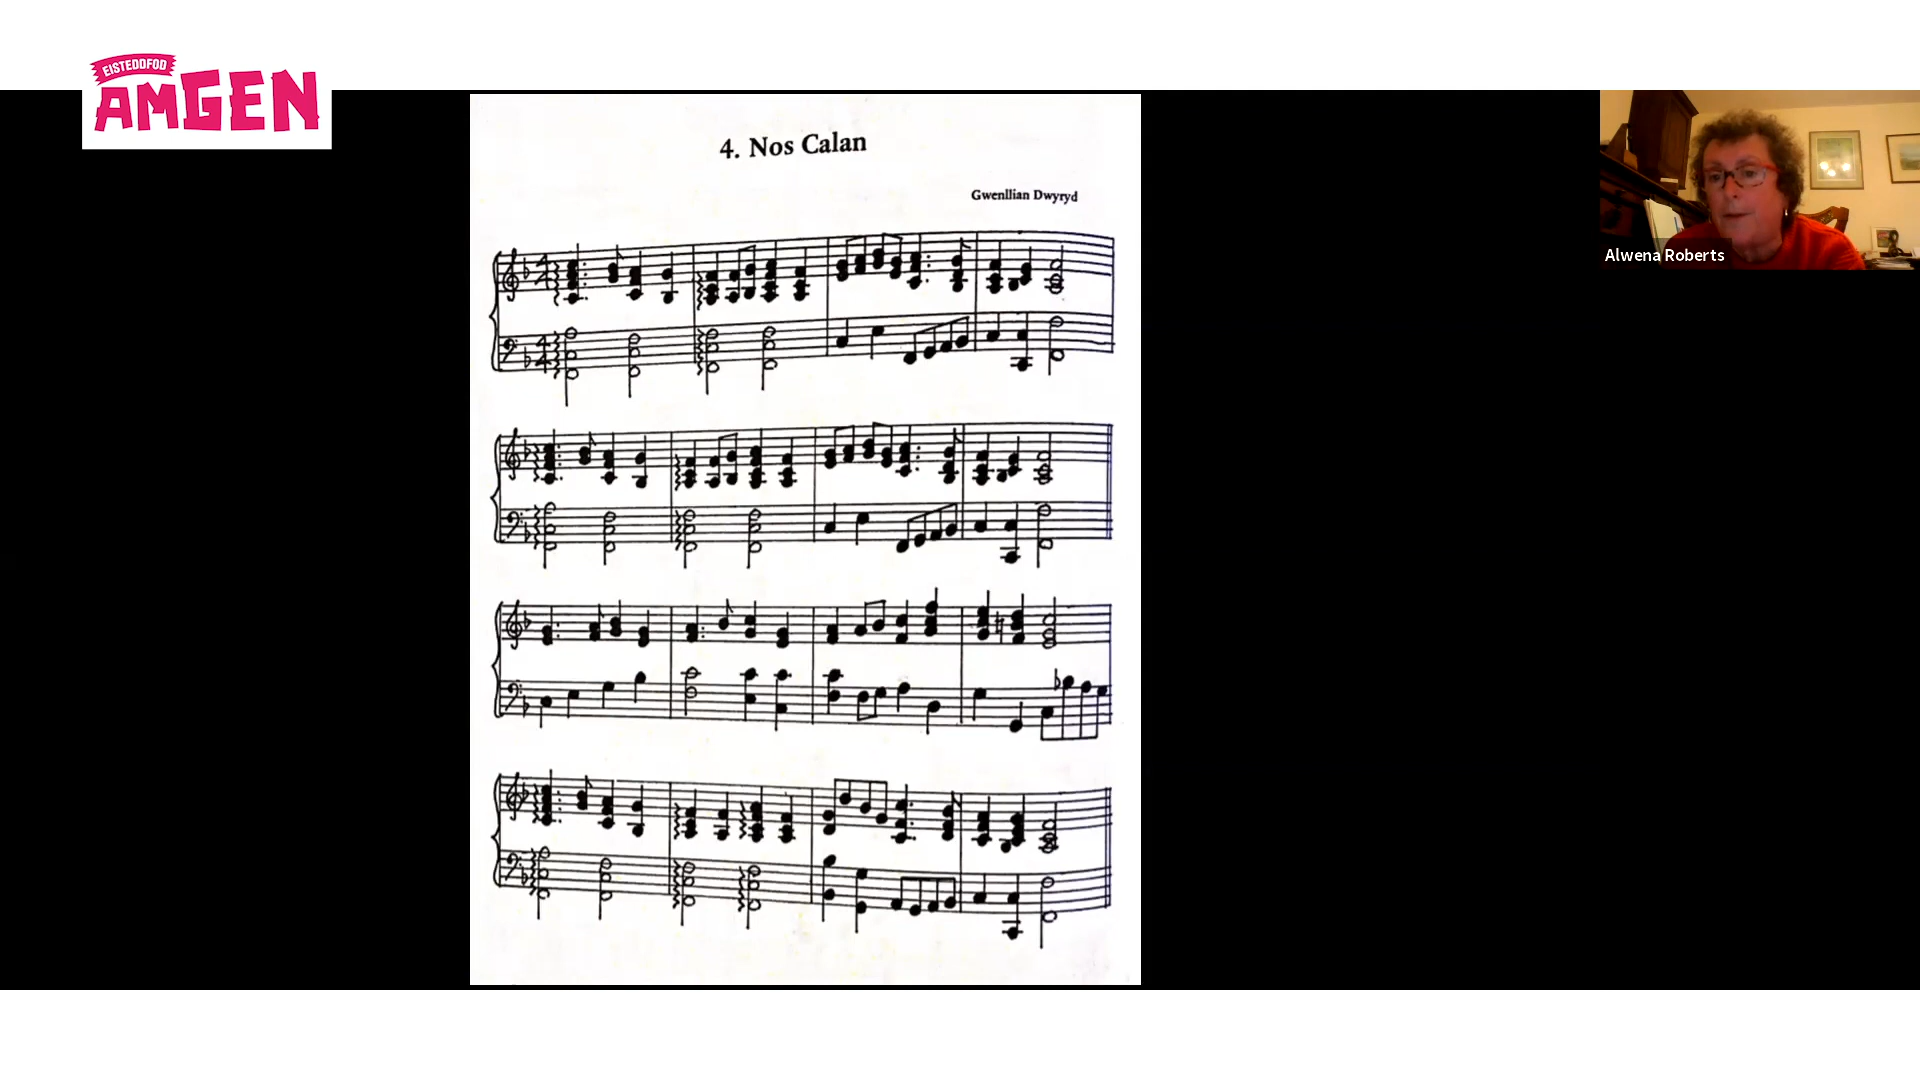 EISTEDDFOD
AMGEN
4. Nos Calan
Gwenllian Dwyryd
Alwena Roberts